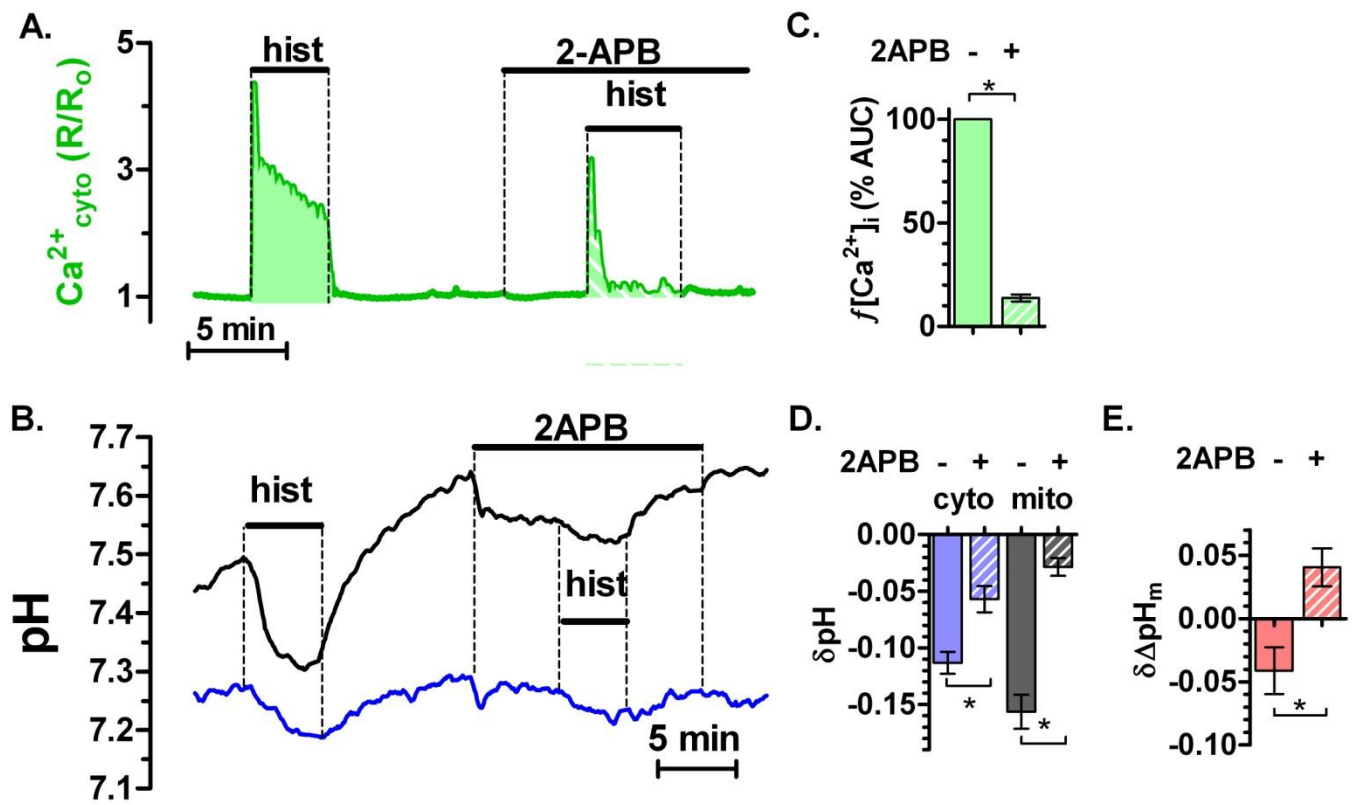 A.
5
3
1
Ca2+ cyto (R/Ro)
hist
2-APB
hist
5 min
C.
2APB - +
*
100
50
0
f[Ca2+]i (% AUC)
B.
7.7
7.6
7.5
7.4
7.3
7.2
7.1
pH
hist
2APB
hist
5 min
D.
2APB - + - +
cyto mito
0.00
-0.05
-0.10
-0.15
δpH
*
*
E.
2APB - +
0.05
0.00
-0.05
-0.10
δΔpHm
*